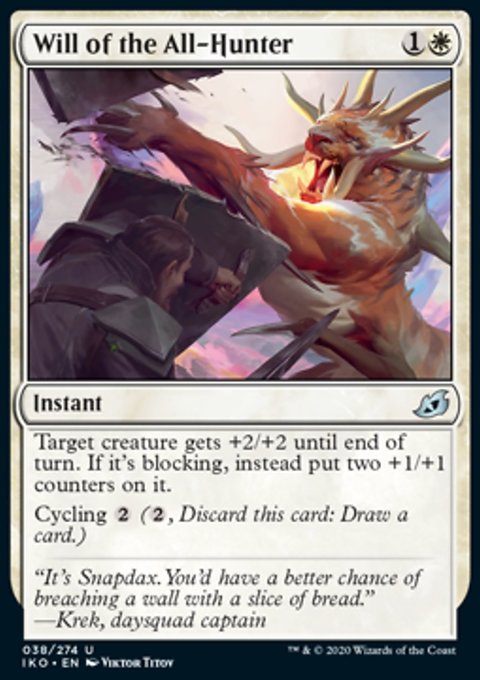 Will of the All-Hunter 1
Instant
Target creature gets +2/+2 until end of
turn. If it's blocking, instead put two +1/+1
counters on it.
Cycling 2 (2, Discard this card: Draw a
card.)
"It's Snapdax. You'd have a better chance of
breaching a wall with a slice of bread."
—Krek, daysquad captain
038/274 U
IKO • EN Viktor Titov
™ & © 2020 Wizards of the Coast